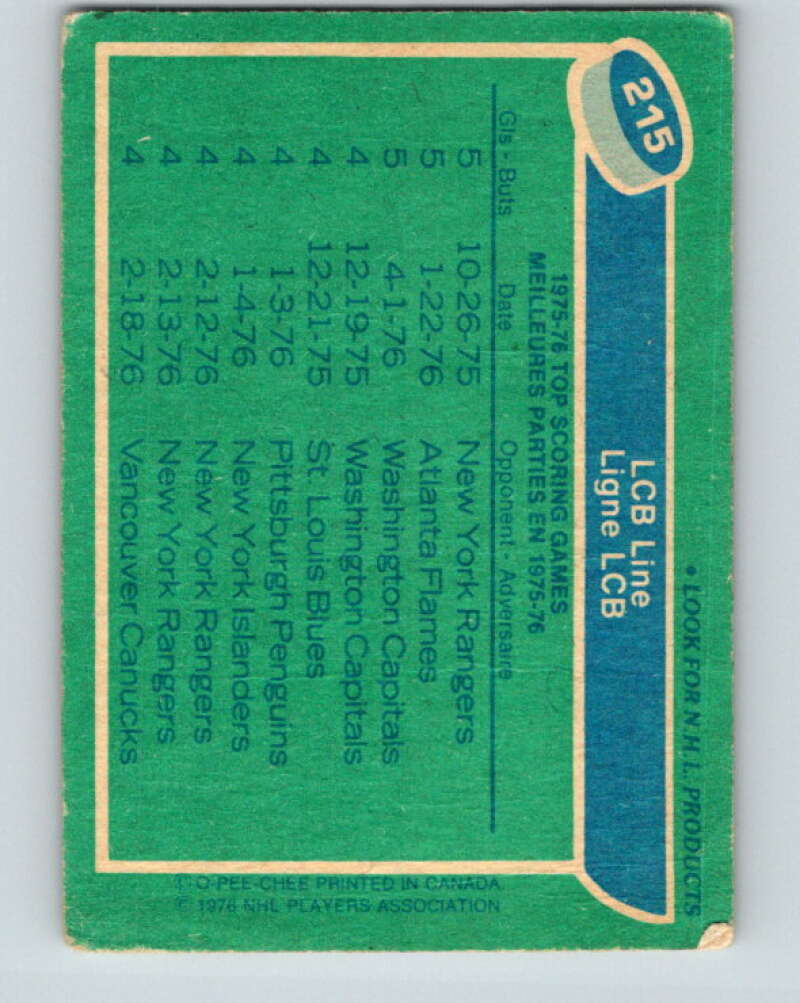 • LOOK FOR N.H.L. PRODUCTS
215
LCB Line
Ligne LCB
1975-76 TOP SCORING GAMES
MEILLEURES PARTIES EN 1975-76
Gls - Buts Date Opponent - Adversaire
5 10-26-75 New York Rangers
5 1-22-76 Atlanta Flames
5 4-1-76 Washington Capitals
4 12-19-75 Washington Capitals
4 12-21-75 St. Louis Blues
4 1-3-76 Pittsburgh Penguins
4 1-4-76 New York Islanders
4 2-12-76 New York Rangers
4 2-13-76 New York Rangers
4 2-18-76 Vancouver Canucks
Ⓟ O-PEE-CHEE PRINTED IN CANADA
© 1976 NHL PLAYERS ASSOCIATION